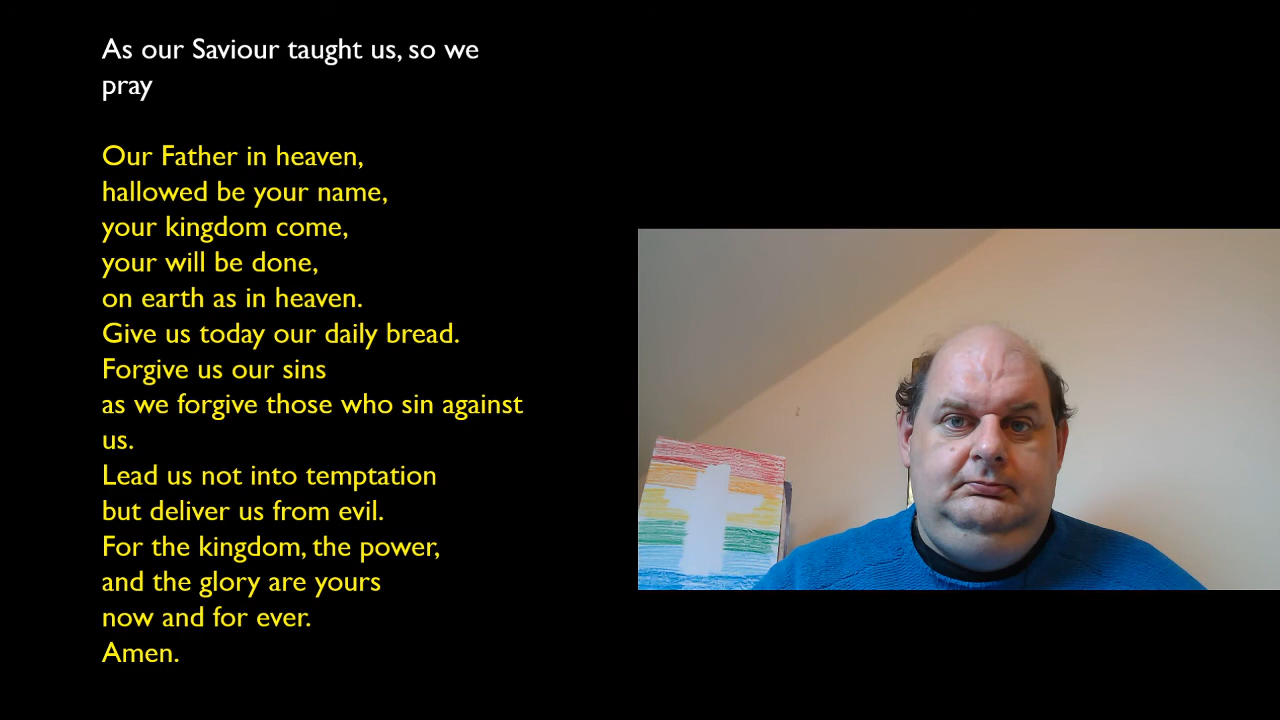 As our Saviour taught us, so we
pray
Our Father in heaven,
hallowed be your name,
your kingdom come,
your will be done,
on earth as in heaven.
Give us today our daily bread.
Forgive us our sins
as we forgive those who sin against
us.
Lead us not into temptation
but deliver us from evil.
For the kingdom, the power,
and the glory are yours
now and for ever.
Amen.